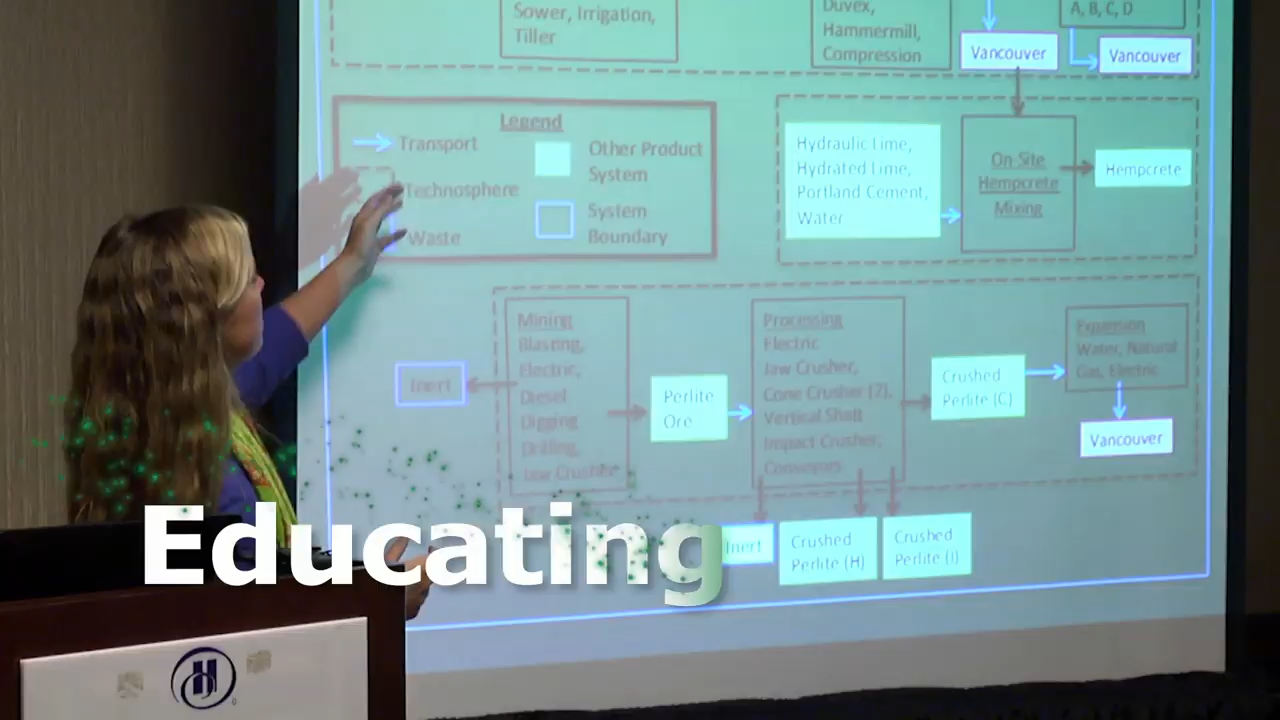 Sower, Irrigation,
Tiller
Duvex,
Hammermill,
Compression
A, B, C, D
Vancouver
Vancouver
Legend
Transport
Technosphere
Waste
Other Product
System
System
Boundary
Hydraulic Lime,
Hydrated Lime,
Portland Cement,
Water
On-Site
Hempcrete
Mixing
Hempcrete
Inert
Mining
Blasting,
Electric,
Diesel
Digging
Drilling,
Jaw Crusher
Perlite
Ore
Processing
Electric
Jaw Crusher,
Cone Crusher (2),
Vertical Shaft
Impact Crusher,
Conveyors
Crushed
Perlite (C)
Expansion
Water, Natural
Gas, Electric
Vancouver
Inert
Crushed
Perlite (H)
Crushed
Perlite (I)
Educating
H